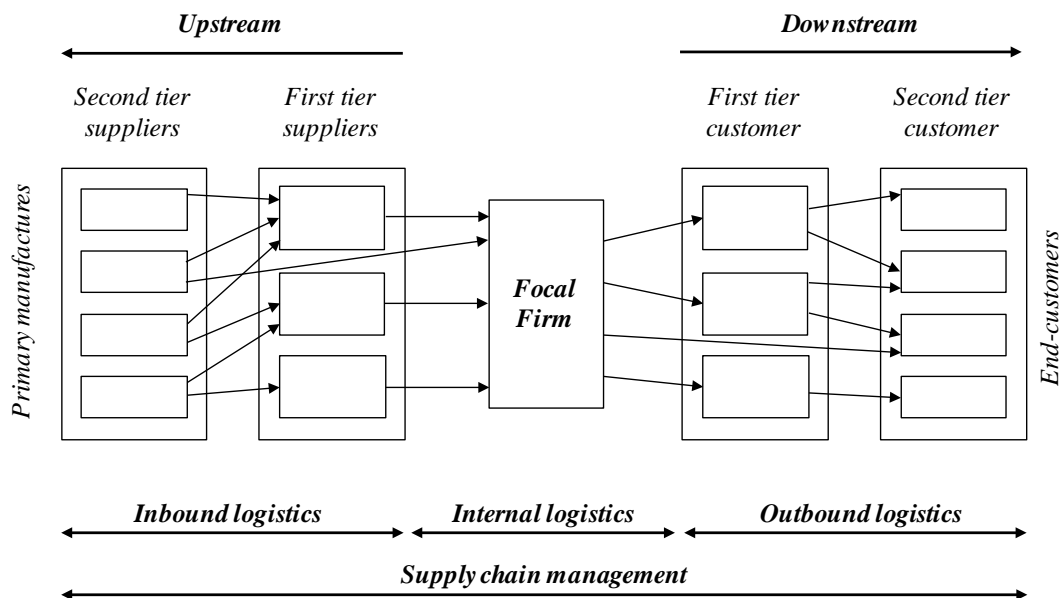 Upstream
Downstream
Second tier
suppliers
First tier
suppliers
First tier
customer
Second tier
customer
Primary manufactures
Focal
Firm
End-customers
Inbound logistics
Internal logistics
Outbound logistics
Supply chain management